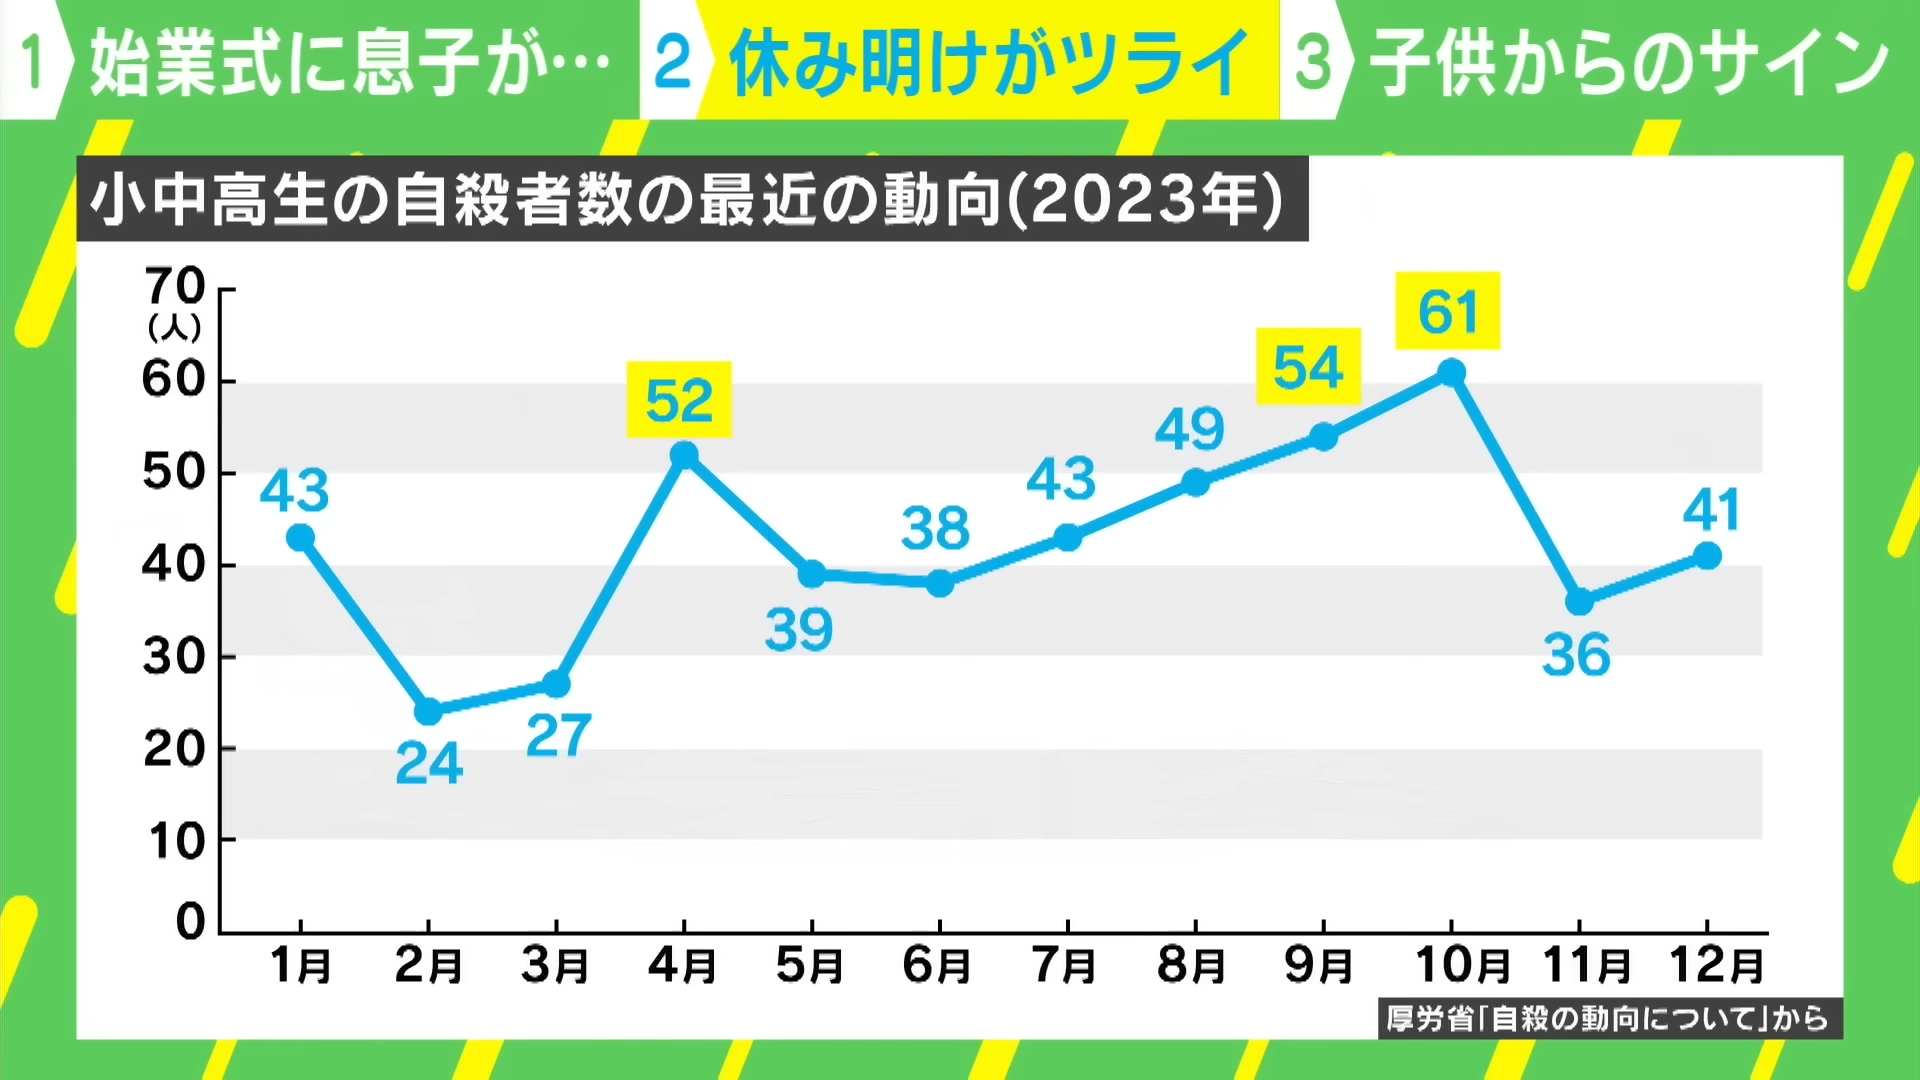 1 始業式に息子が…
2 休み明けがツライ
3 子供からのサイン
小中高生の自殺者数の最近の動向(2023年)
70
(人)
60
50
40
30
20
10
0
43
24
27
52
39
38
43
49
54
61
36
41
1月 2月 3月 4月 5月 6月 7月 8月 9月 10月 11月 12月
厚労省「自殺の動向について」から